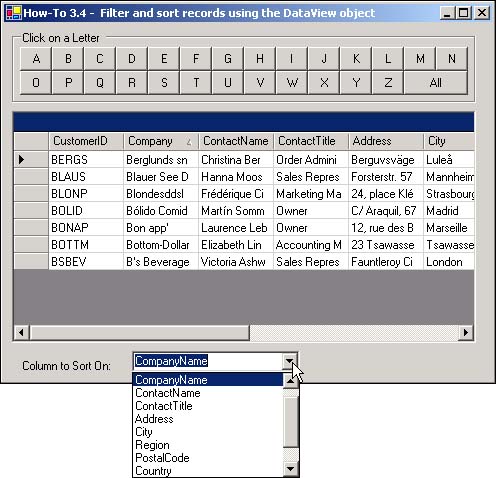 How-To 3.4 - Filter and sort records using the DataView object
Click on a Letter
A B C D E F G H I J K L M N
O P Q R S T U V W X Y Z All
CustomerID Company ContactName ContactTitle Address City
BERGS Berglunds sn Christina Ber Order Admini Berguvsväge Luleå
BLAUS Blauer See D Hanna Moos Sales Repres Forsterstr. 57 Mannheim
BLONP Blondesddsl Frédérique Ci Marketing Ma 24, place Klé Strasbourg
BOLID Bólido Comid Martín Somm Owner C/ Araquil, 67 Madrid
BONAP Bon app' Laurence Leb Owner 12, rue des B Marseille
BOTTM Bottom-Dollar Elizabeth Lin Accounting M 23 Tsawasse Tsawasse
BSBEV B's Beverage Victoria Ashw Sales Repres Fauntleroy Ci London
Column to Sort On: CompanyName
CompanyName
ContactName
ContactTitle
Address
City
Region
PostalCode
Country